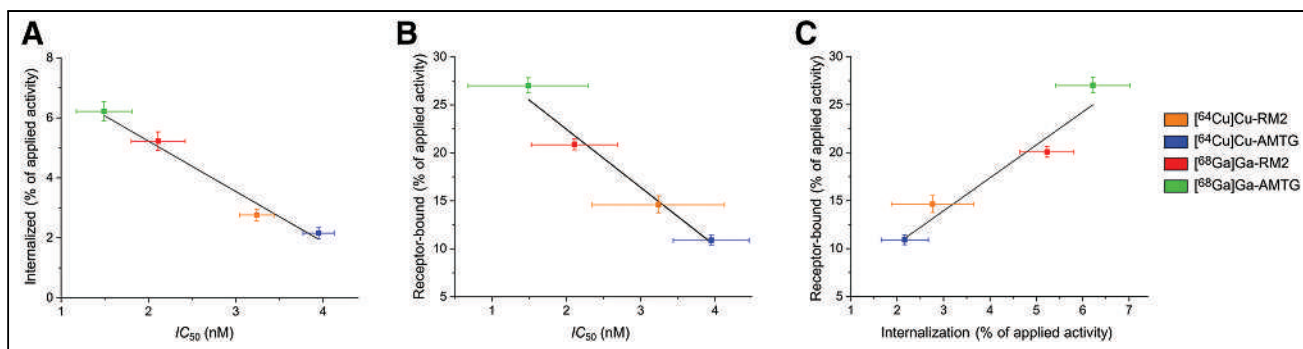 A
Internalized (% of applied activity)
8
6
4
2
0
1 2 3 4
IC50 (nM)
B
Receptor-bound (% of applied activity)
30
25
20
15
10
5
1 2 3 4
IC50 (nM)
C
Receptor-bound (% of applied activity)
30
25
20
15
10
5
1 2 3 4 5 6 7
Internalization (% of applied activity)
[64Cu]Cu-RM2
[64Cu]Cu-AMTG
[68Ga]Ga-RM2
[68Ga]Ga-AMTG